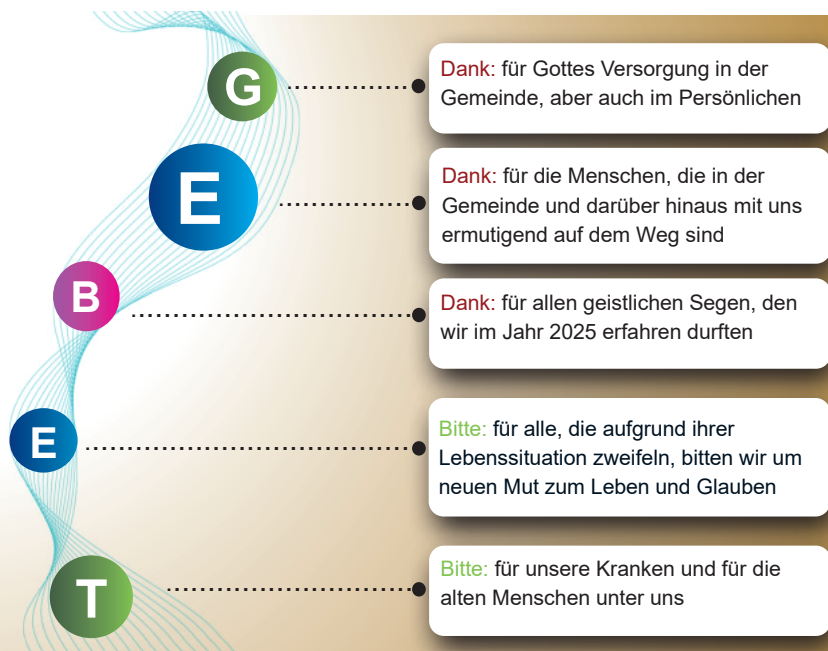 G
Dank: für Gottes Versorgung in der
Gemeinde, aber auch im Persönlichen
E
Dank: für die Menschen, die in der
Gemeinde und darüber hinaus mit uns
ermutigend auf dem Weg sind
B
Dank: für allen geistlichen Segen, den
wir im Jahr 2025 erfahren durften
E
Bitte: für alle, die aufgrund ihrer
Lebenssituation zweifeln, bitten wir um
neuen Mut zum Leben und Glauben
T
Bitte: für unsere Kranken und für die
alten Menschen unter uns